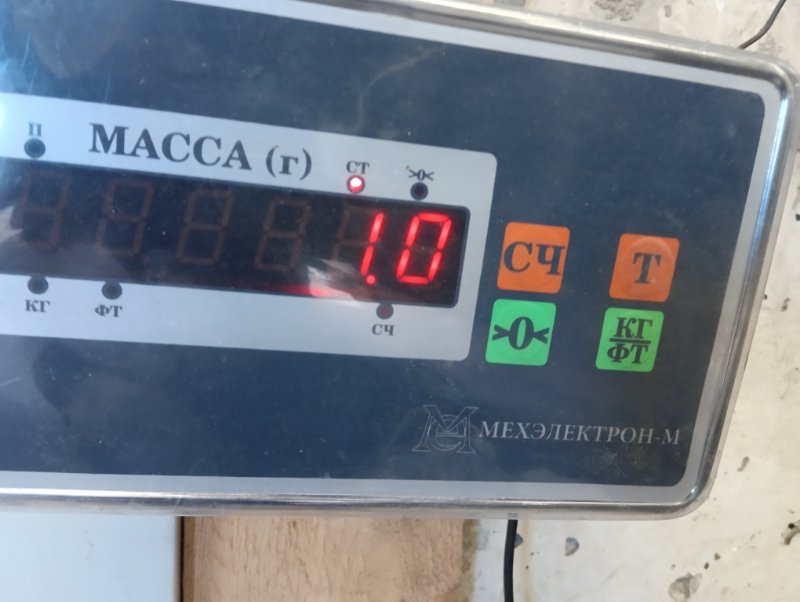 П
МАССА (г)
СТ
>0<
1.0
КГ
ФТ
СЧ
СЧ
Т
>0<
КГ
ФТ
МЕХЭЛЕКТРОН-М